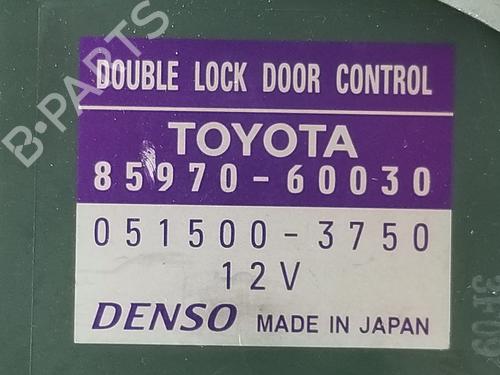 B-PARTS
DOUBLE LOCK DOOR CONTROL
TOYOTA
85970-60030
051500-3750
12V
DENSO MADE IN JAPAN